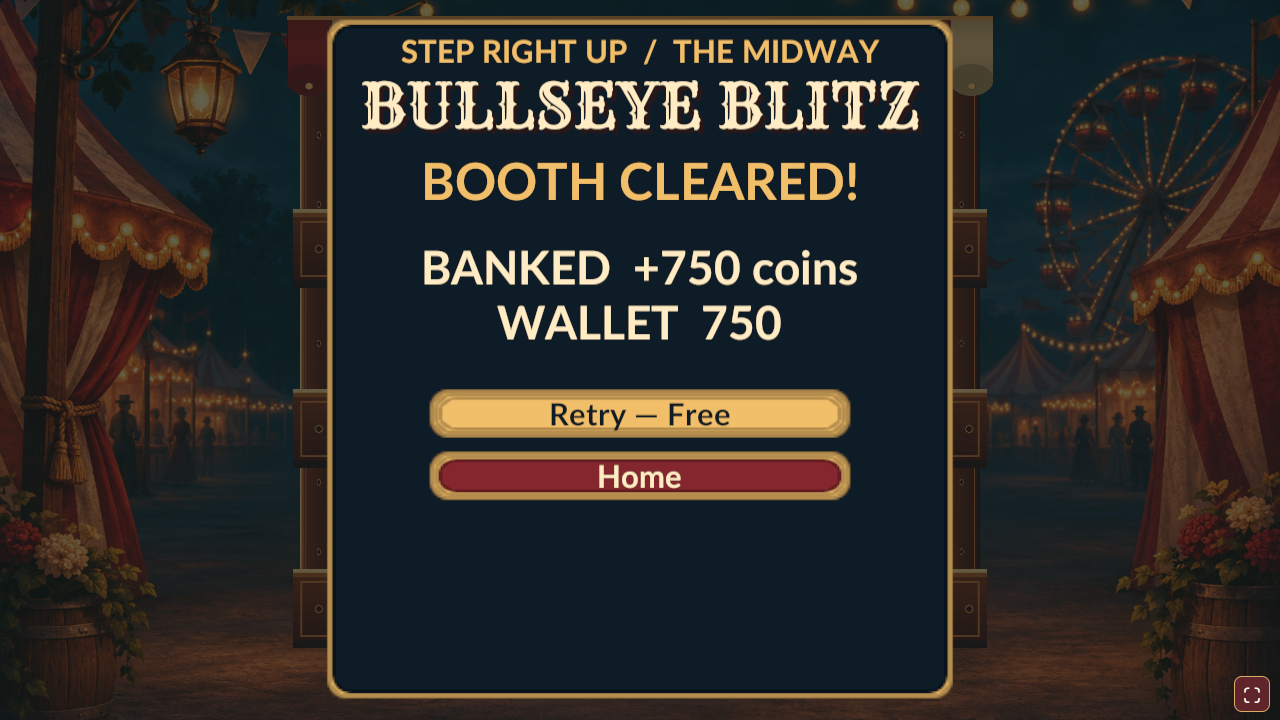 STEP RIGHT UP / THE MIDWAY
BULLSEYE BLITZ
BOOTH CLEARED!
BANKED +750 coins
WALLET 750
Retry — Free
Home